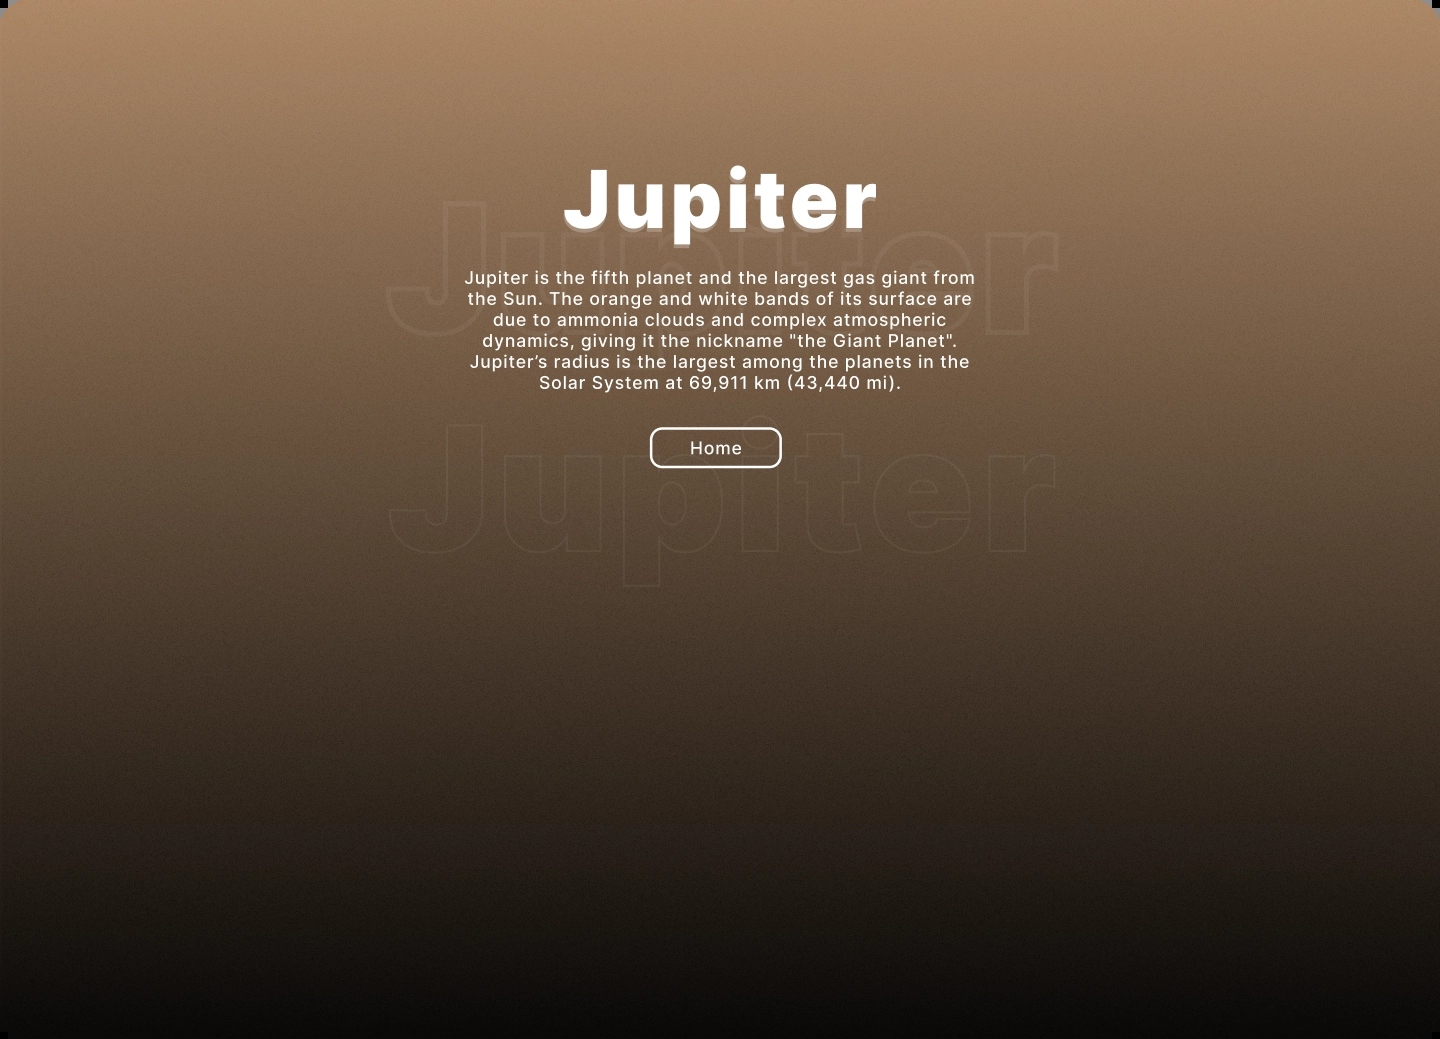 Jupiter
Jupiter
Jupiter is the fifth planet and the largest gas giant from
the Sun. The orange and white bands of its surface are
due to ammonia clouds and complex atmospheric
dynamics, giving it the nickname "the Giant Planet".
Jupiter’s radius is the largest among the planets in the
Solar System at 69,911 km (43,440 mi).
Home
Jupiter